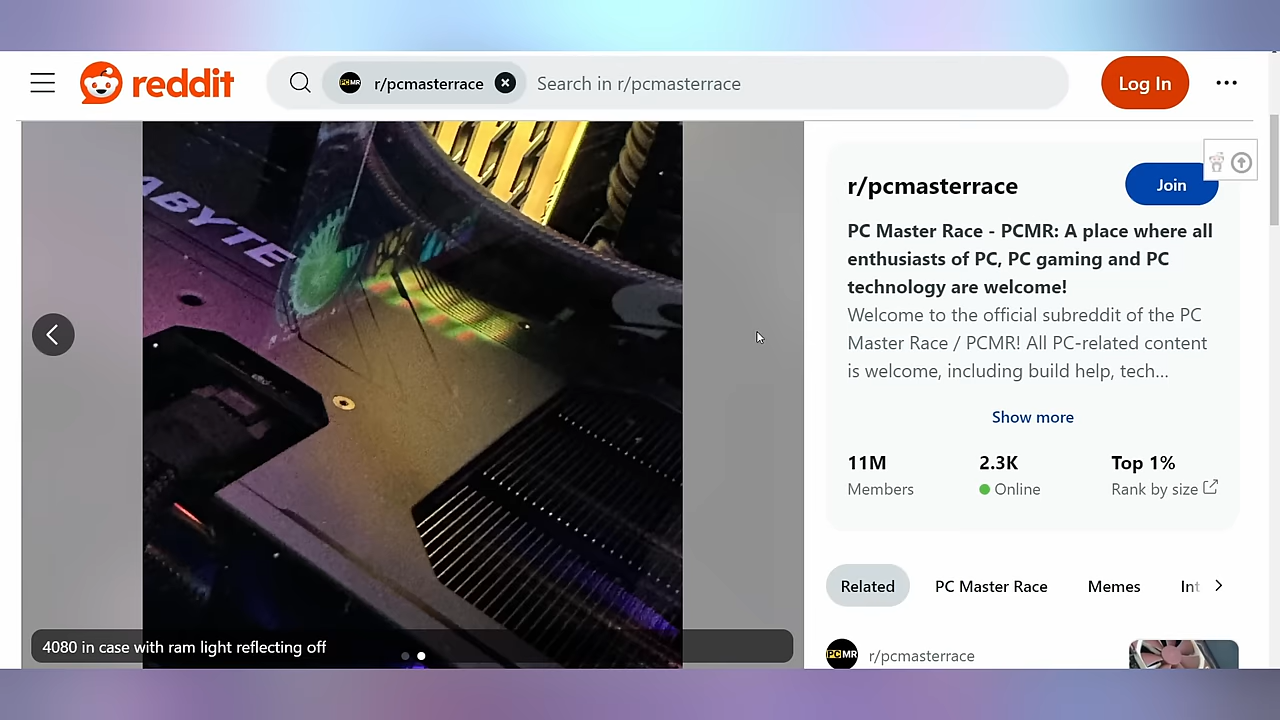 reddit
PCMR
r/pcmasterrace
Search in r/pcmasterrace
Log In
ABYTE
4080 in case with ram light reflecting off
r/pcmasterrace
Join
PC Master Race - PCMR: A place where all
enthusiasts of PC, PC gaming and PC
technology are welcome!
Welcome to the official subreddit of the PC
Master Race / PCMR! All PC-related content
is welcome, including build help, tech...
Show more
11M
2.3K
Top 1%
Members
Online
Rank by size
Related
PC Master Race
Memes
Int
PCMR
r/pcmasterrace